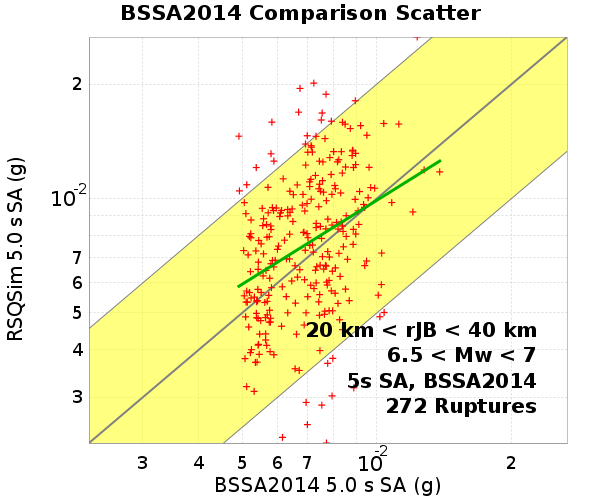 BSSA2014 Comparison Scatter
RSQSim 5.0 s SA (g)
2
10⁻²
7
6
5
4
3
20 km < rJB < 40 km
6.5 < Mw < 7
5s SA, BSSA2014
272 Ruptures
3 4 5 6 7 10⁻² 2
BSSA2014 5.0 s SA (g)